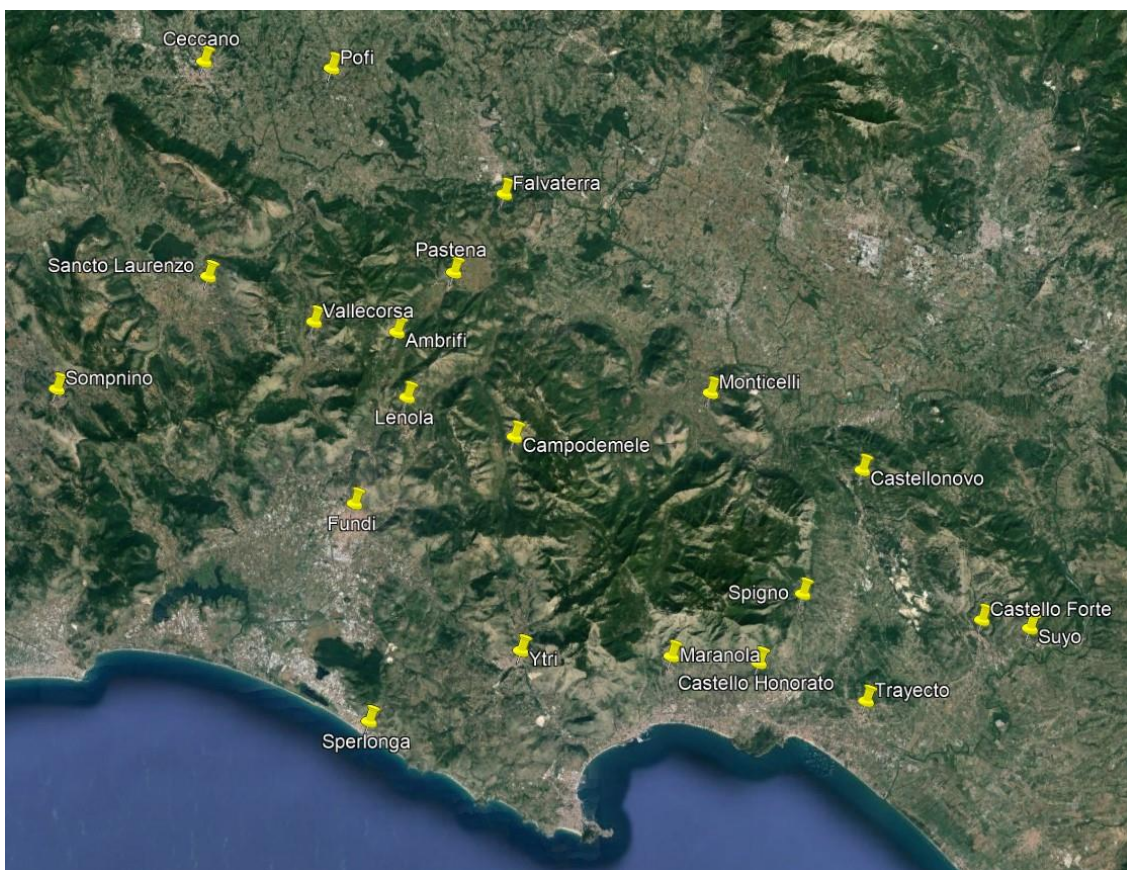 Ceccano
Pofi
Falvaterra
Pastena
Sancto Laurenzo
Vallecorsa
Ambrifi
Sompnino
Monticelli
Lenola
Campodemele
Castellonovo
Fundi
Spigno
Castello Forte
Suyo
Ytri
Maranola
Castello Honorato
Trayecto
Sperlonga